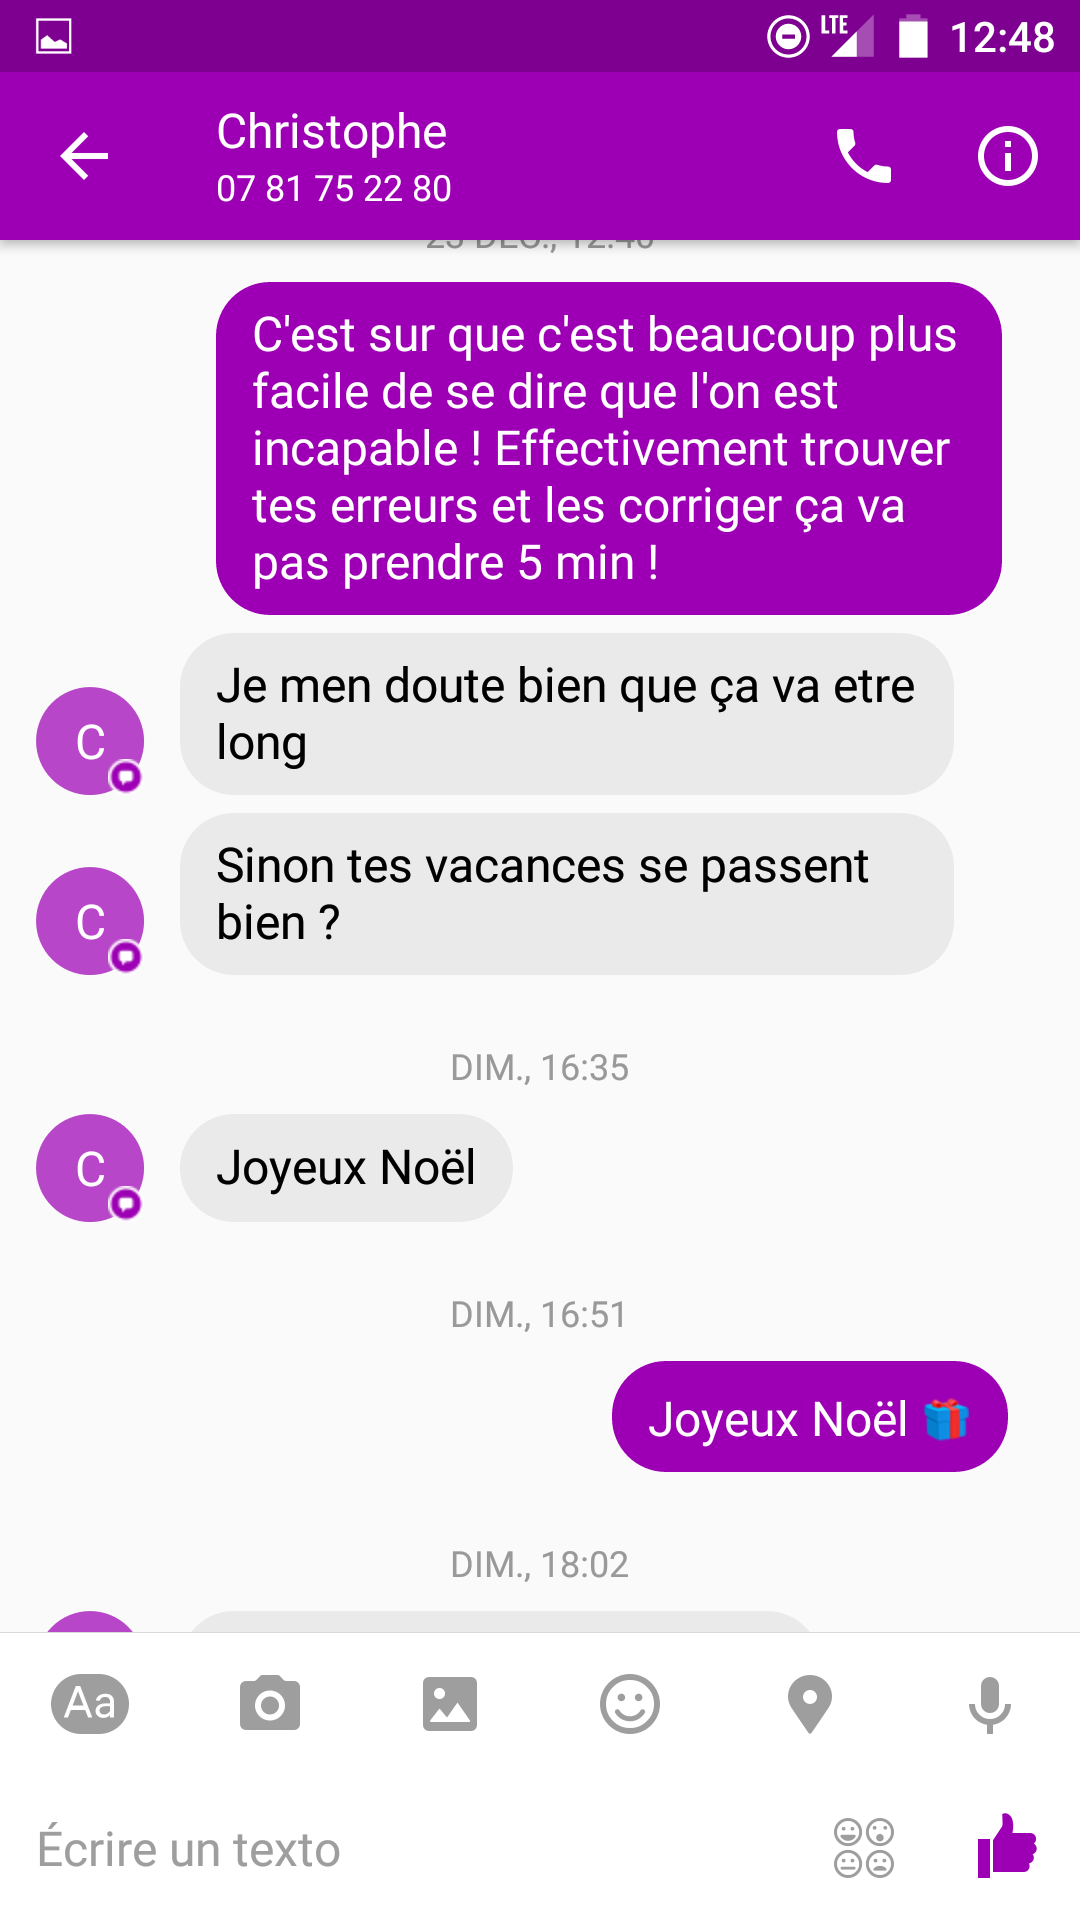 LTE 12:48
Christophe
07 81 75 22 80
C'est sur que c'est beaucoup plus
facile de se dire que l'on est
incapable ! Effectivement trouver
tes erreurs et les corriger ça va
pas prendre 5 min !
Je men doute bien que ça va etre
long
C
Sinon tes vacances se passent
bien ?
C
DIM., 16:35
Joyeux Noël
C
DIM., 16:51
Joyeux Noël 🎁
DIM., 18:02
Aa
Écrire un texto